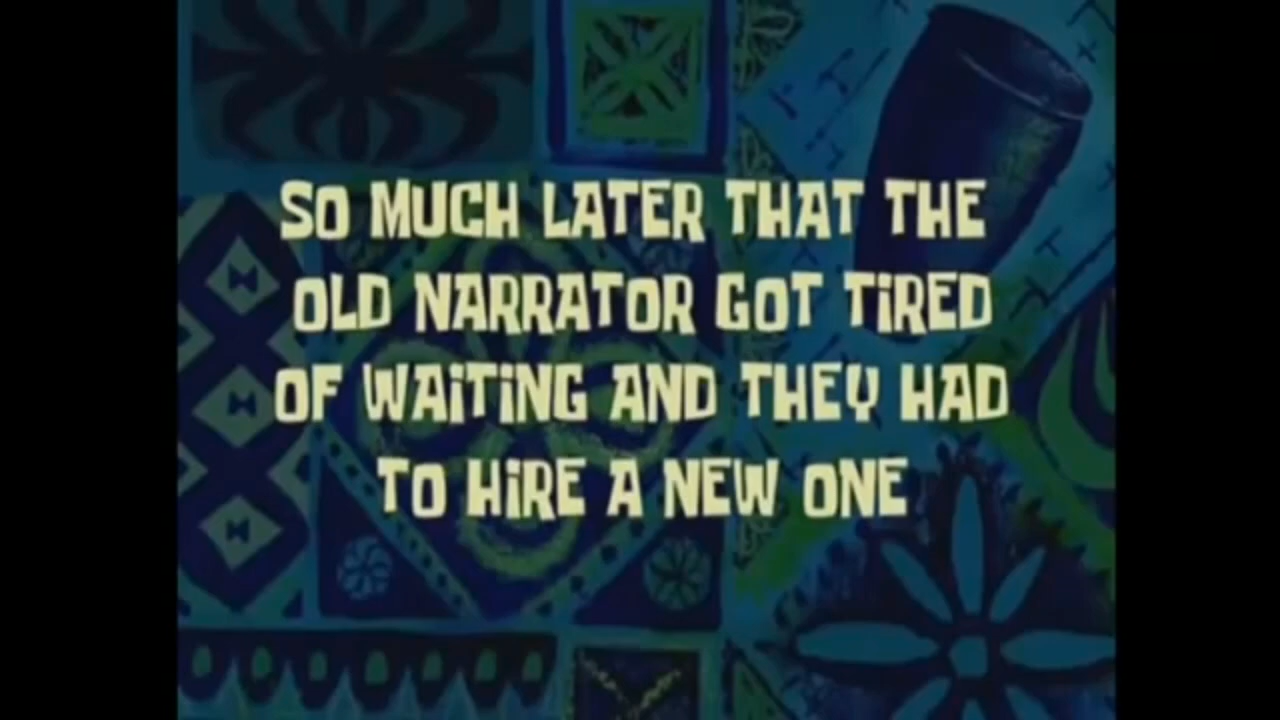 SO MUCH LATER THAT THE
OLD NARRATOR GOT TiRED
OF WAiTiNG AND THEY HAD
TO HiRE A NEW ONE